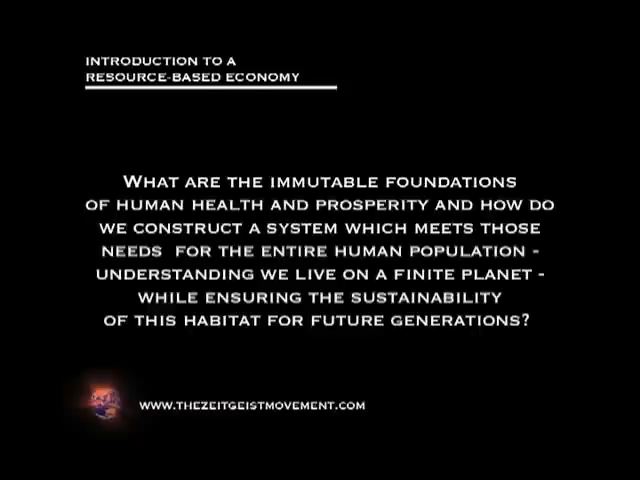 INTRODUCTION TO A
RESOURCE-BASED ECONOMY
WHAT ARE THE IMMUTABLE FOUNDATIONS
OF HUMAN HEALTH AND PROSPERITY AND HOW DO
WE CONSTRUCT A SYSTEM WHICH MEETS THOSE
NEEDS FOR THE ENTIRE HUMAN POPULATION -
UNDERSTANDING WE LIVE ON A FINITE PLANET -
WHILE ENSURING THE SUSTAINABILITY
OF THIS HABITAT FOR FUTURE GENERATIONS?
WWW.THEZEITGEISTMOVEMENT.COM